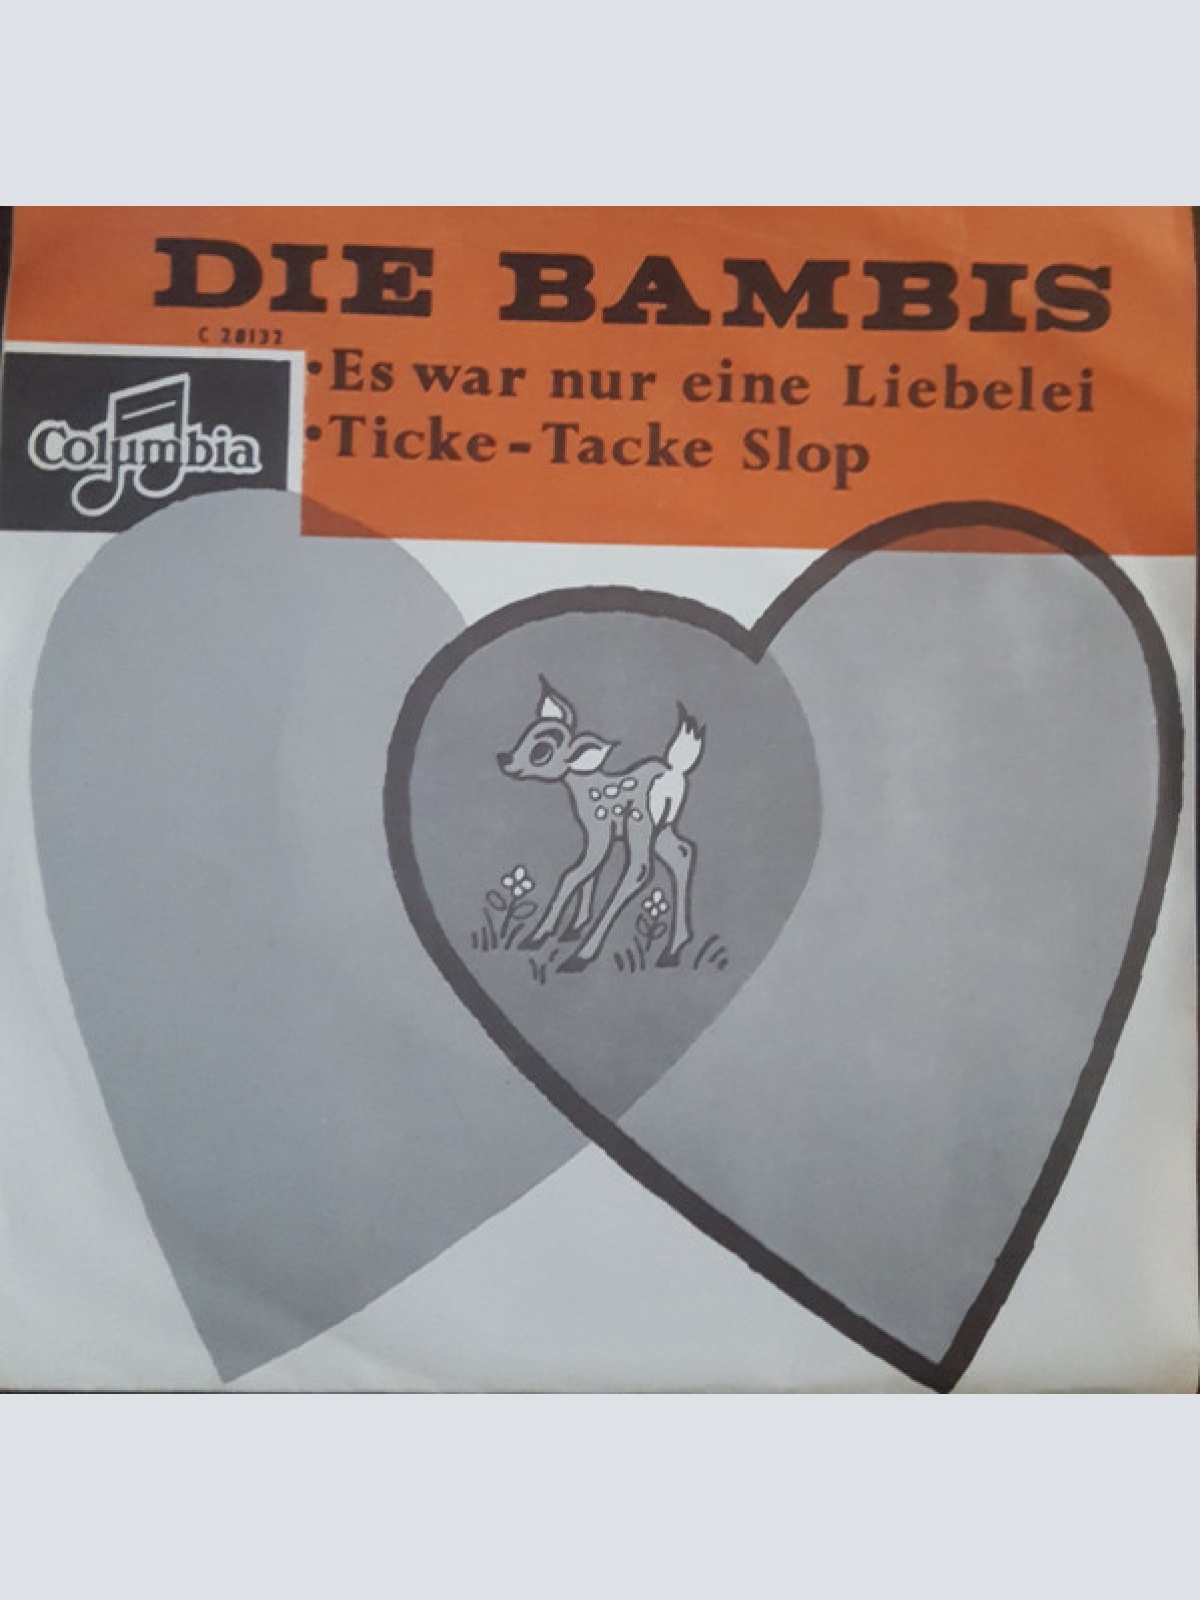 DIE BAMBIS
C 28132
• Es war nur eine Liebelei
Columbia
• Ticke-Tacke Slop